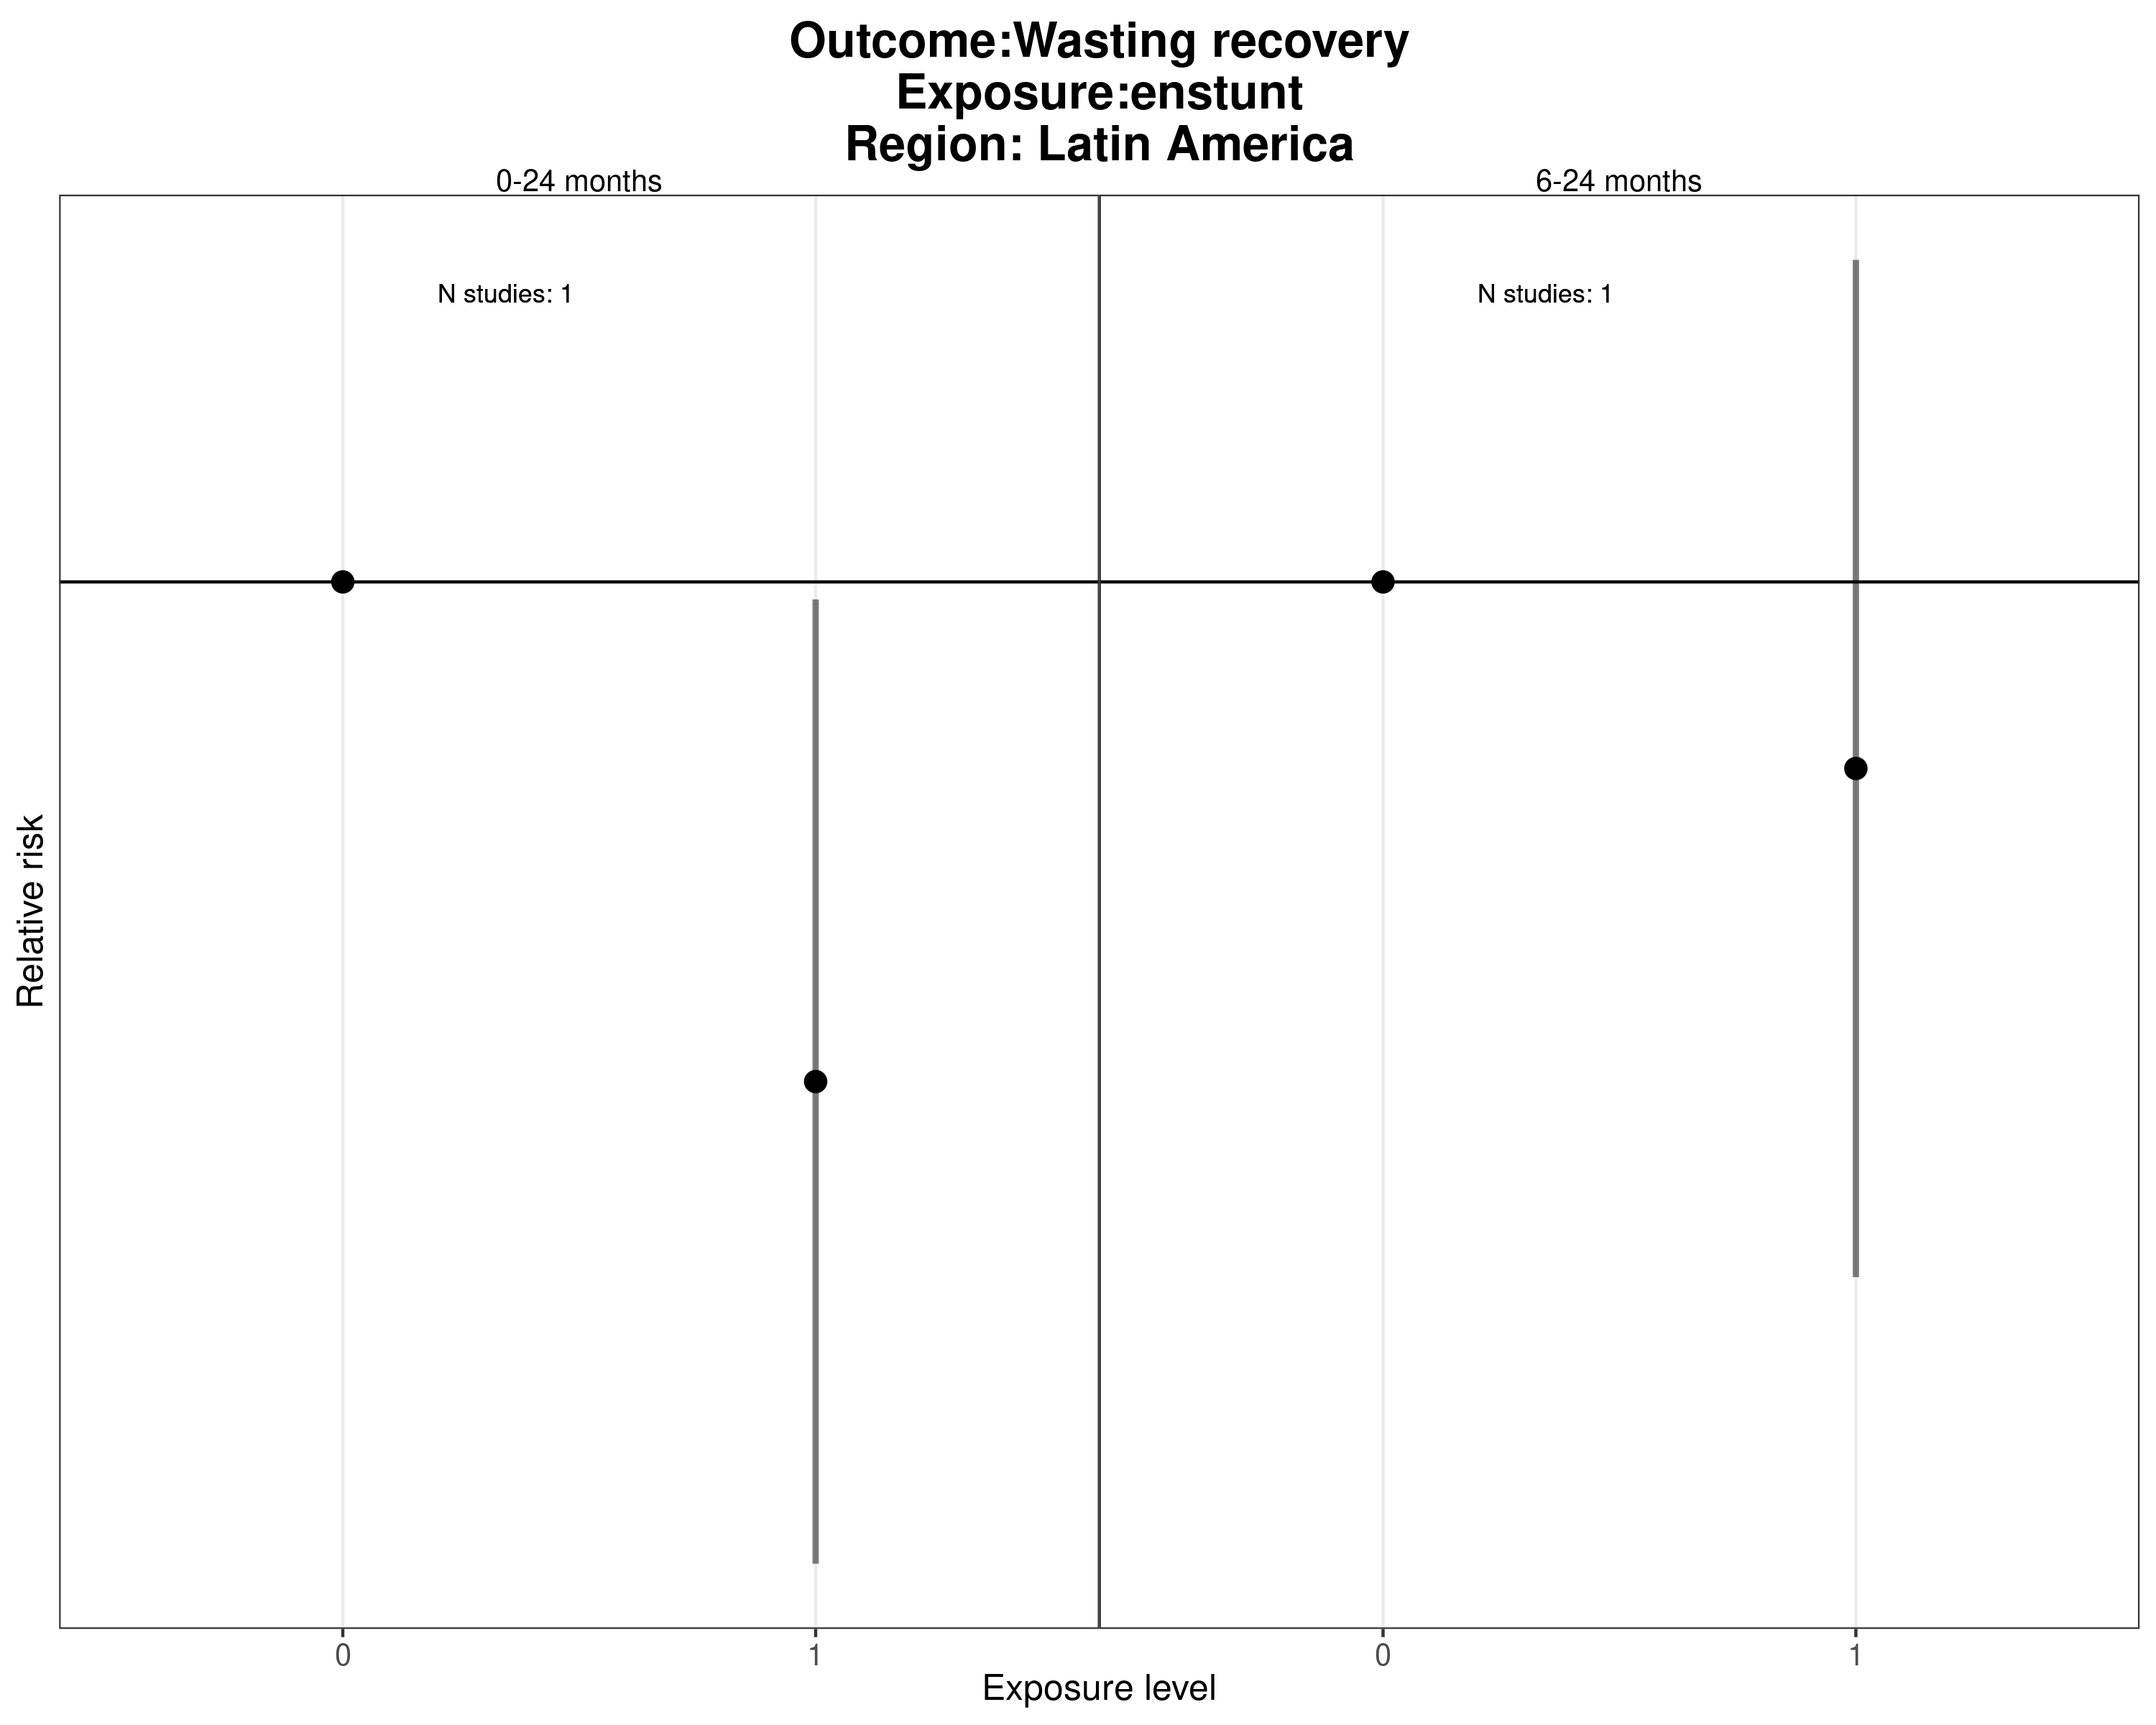 Outcome:Wasting recovery
Exposure:enstunt
Region: Latin America
0-24 months
6-24 months
N studies: 1
N studies: 1
Relative risk
0
1
0
1
Exposure level